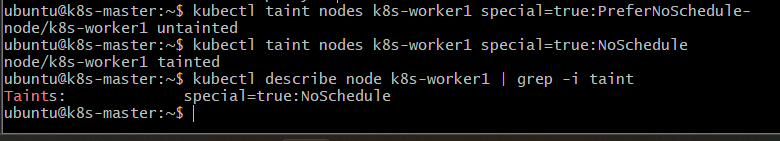 ubuntu@k8s-master:~$ kubectl taint nodes k8s-worker1 special=true:PreferNoSchedule-
node/k8s-worker1 untainted
ubuntu@k8s-master:~$ kubectl taint nodes k8s-worker1 special=true:NoSchedule
node/k8s-worker1 tainted
ubuntu@k8s-master:~$ kubectl describe node k8s-worker1 | grep -i taint
Taints:             special=true:NoSchedule
ubuntu@k8s-master:~$